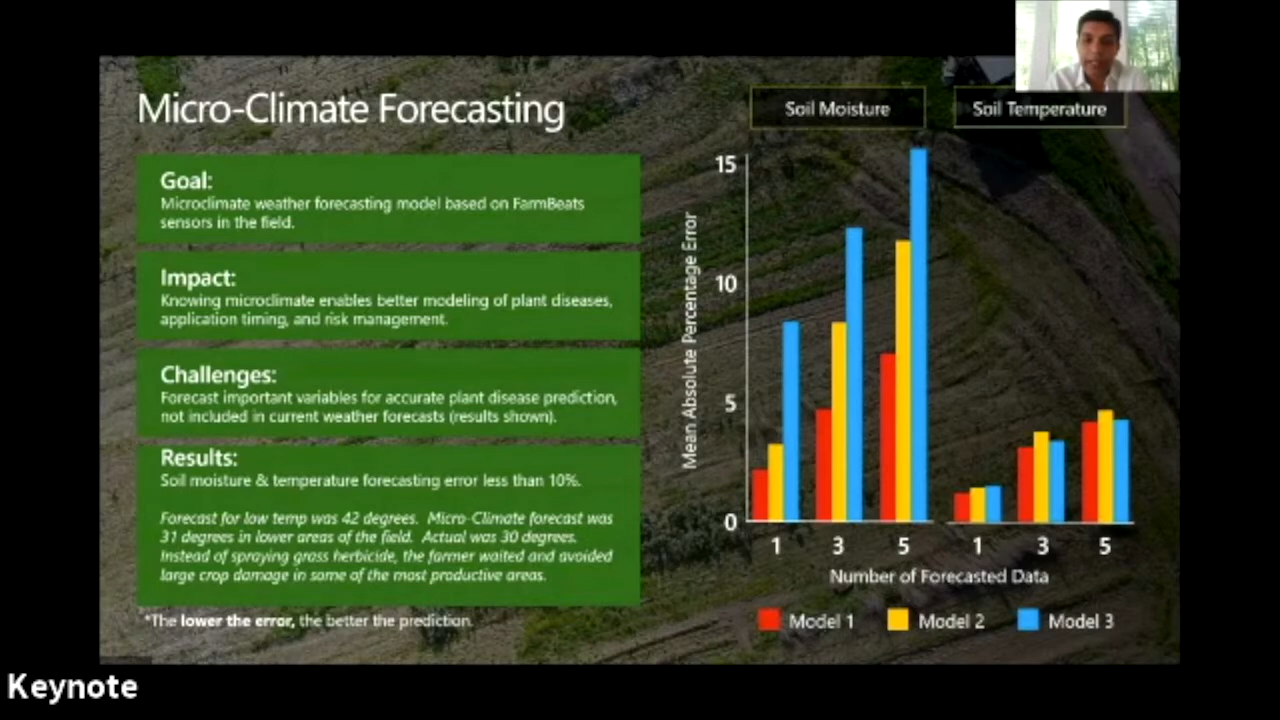 Micro-Climate Forecasting
Goal:
Microclimate weather forecasting model based on FarmBeats
sensors in the field.
Impact:
Knowing microclimate enables better modeling of plant diseases,
application timing, and risk management.
Challenges:
Forecast important variables for accurate plant disease prediction,
not included in current weather forecasts (results shown).
Results:
Soil moisture & temperature forecasting error less than 10%.
Forecast for low temp was 42 degrees. Micro-Climate forecast was
31 degrees in lower areas of the field. Actual was 30 degrees.
Instead of spraying grass herbicide, the farmer waited and avoided
large crop damage in some of the most productive areas.
*The lower the error, the better the prediction.
Soil Moisture
Soil Temperature
Mean Absolute Percentage Error
15
10
5
0
1 3 5 1 3 5
Number of Forecasted Data
Model 1 Model 2 Model 3
Keynote